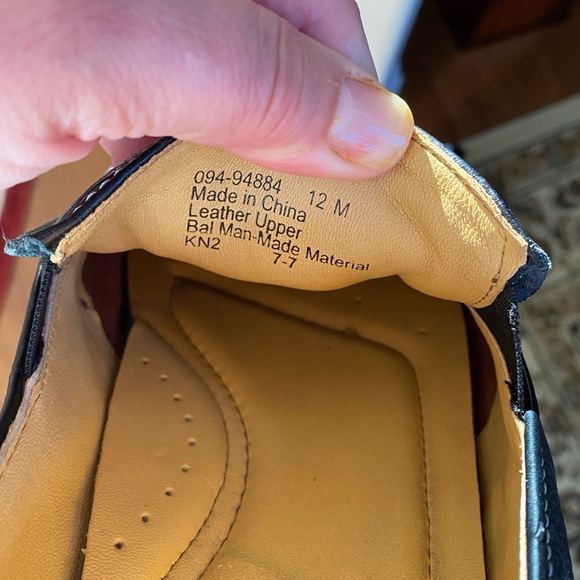 094-94884 12 M
Made in China
Leather Upper
Bal Man-Made Material
KN2 7-7